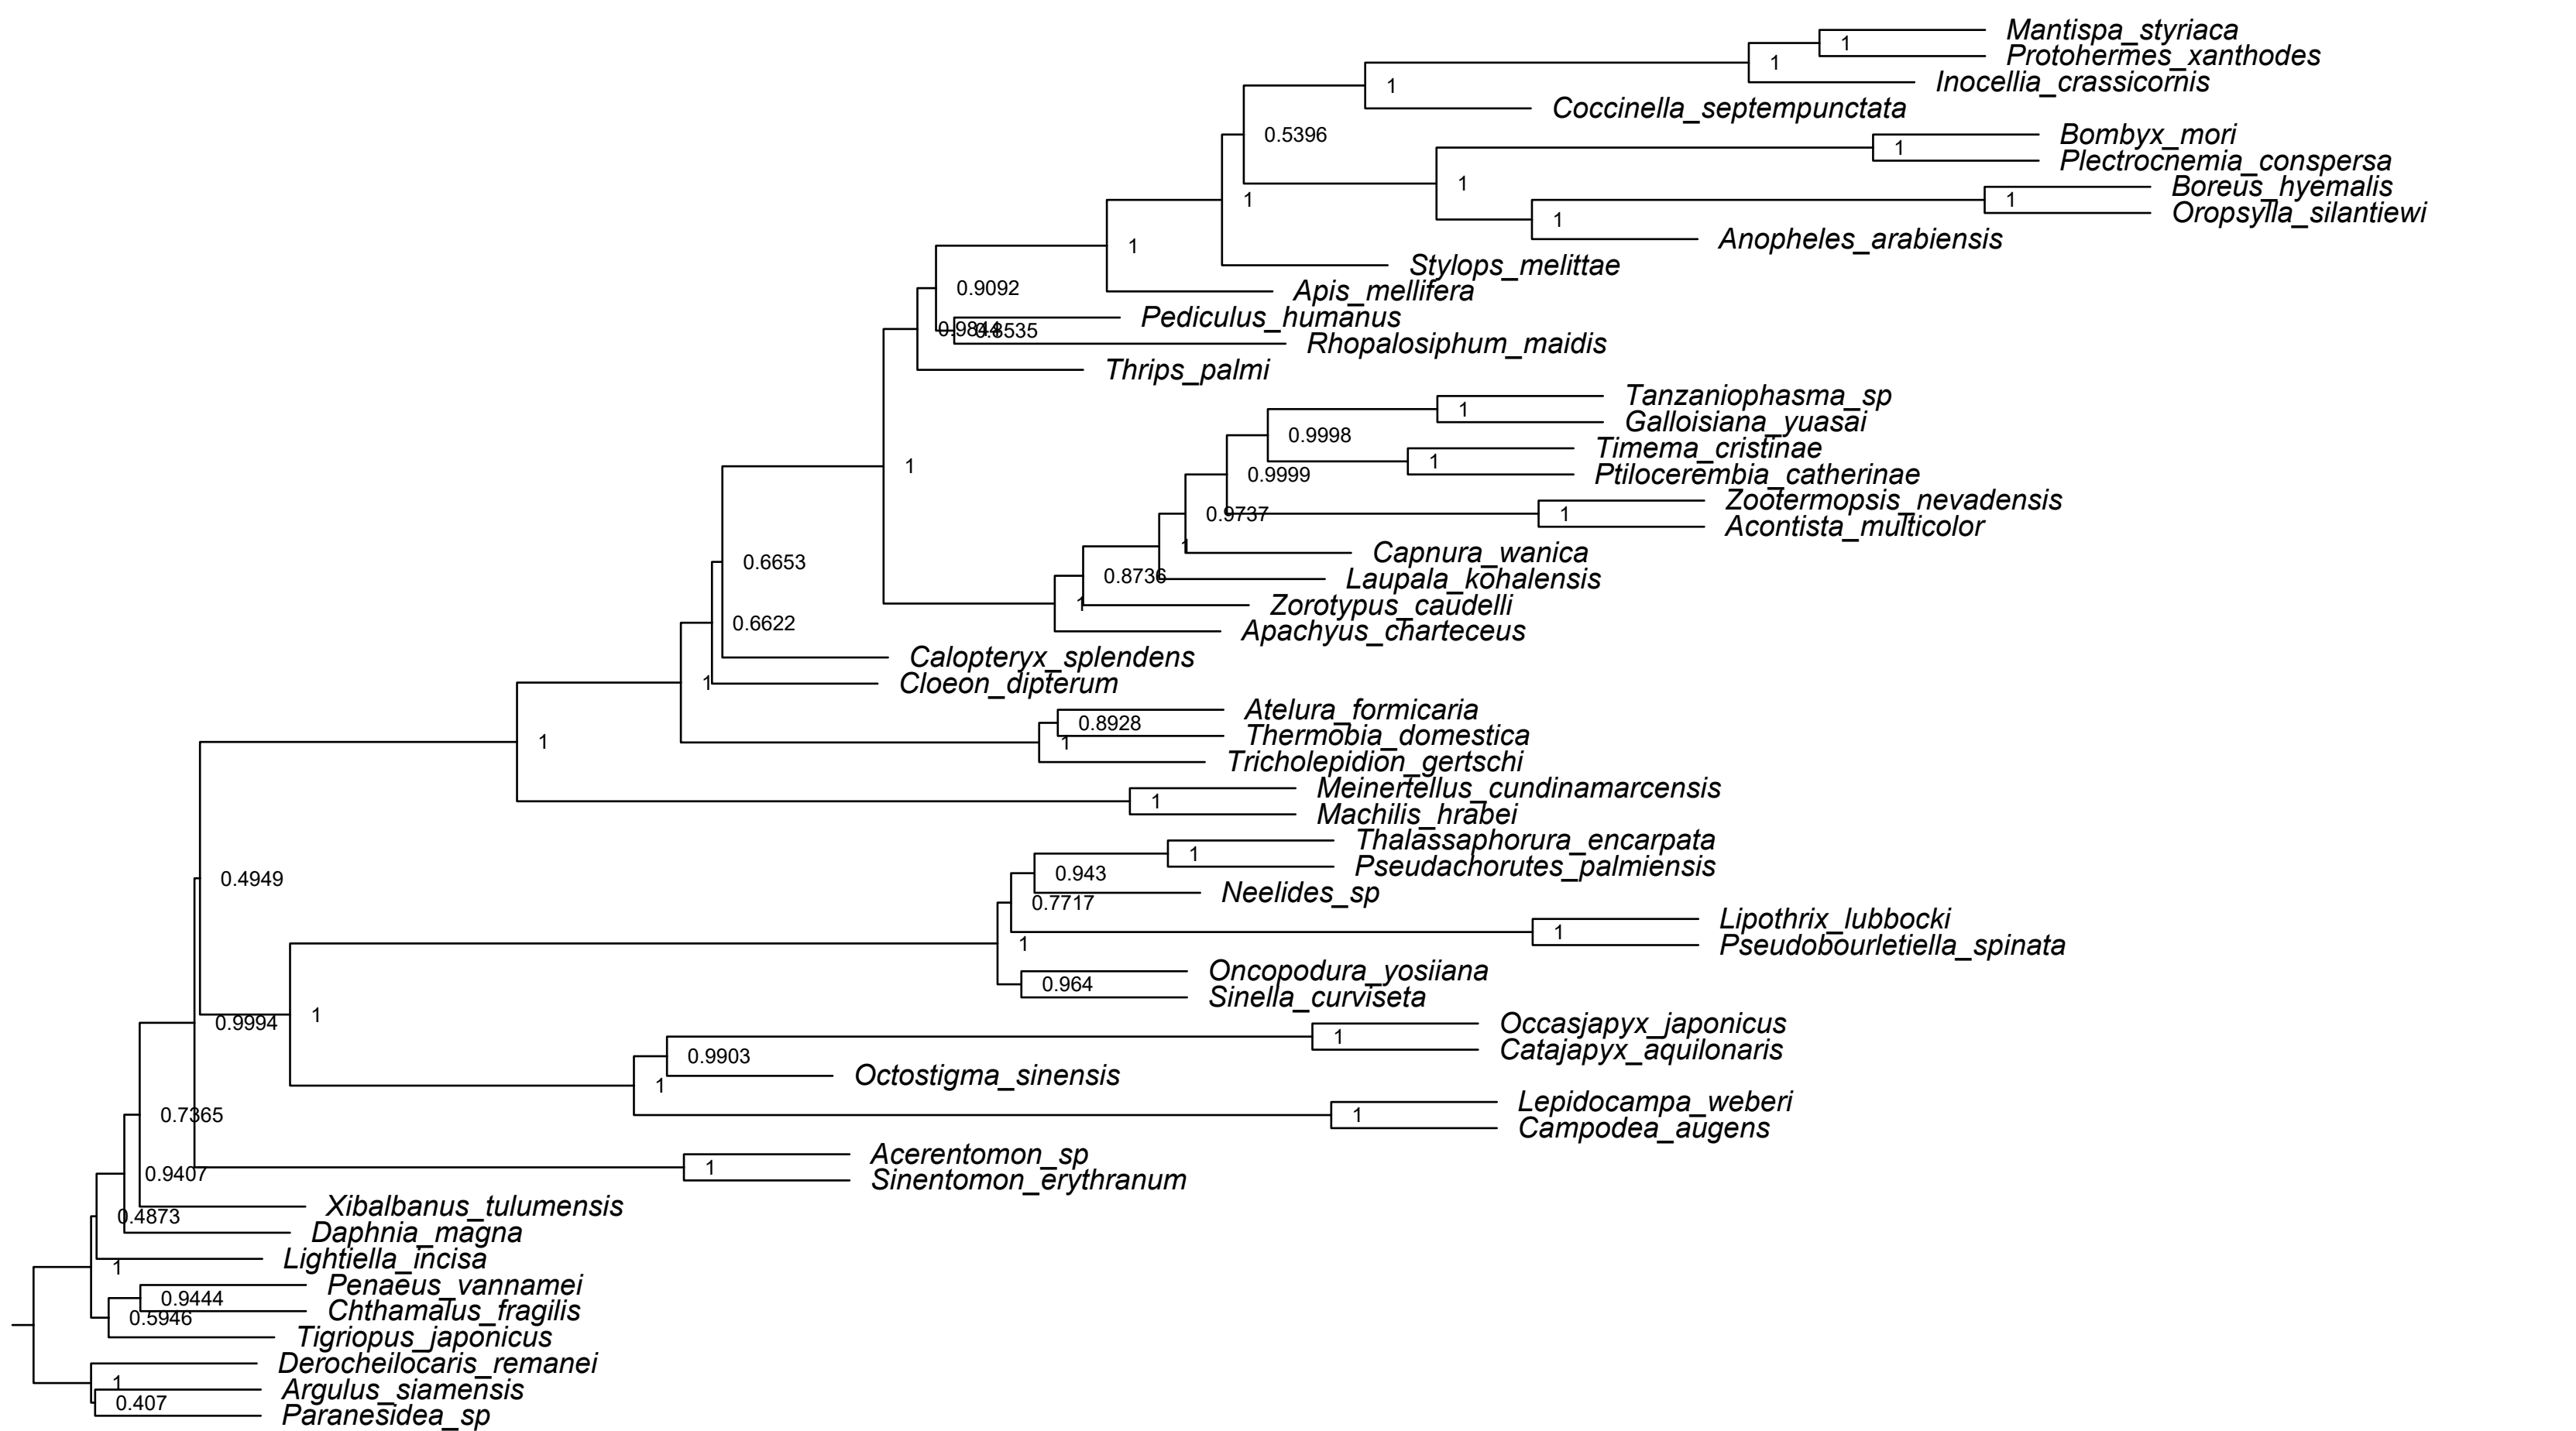 Mantispa_styriaca
1
Protohermes_xanthodes
1
Inocellia_crassicornis
1
Coccinella_septempunctata
0.5396
Bombyx_mori
1
Plectrocnemia_conspersa
1
Boreus_hyemalis
1
1
Oropsylla_silantiewi
1
Anopheles_arabiensis
1
Stylops_melittae
0.9092
Apis_mellifera
Pediculus_humanus
0.9844
0.8535
Rhopalosiphum_maidis
Thrips_palmi
Tanzaniophasma_sp
1
Galloisiana_yuasai
0.9998
Timema_cristinae
1
1
Ptilocerembia_catherinae
0.9999
Zootermopsis_nevadensis
0.9737
1
Acontista_multicolor
1
Capnura_wanica
0.6653
0.8736
Laupala_kohalensis
1
Zorotypus_caudelli
0.6622
Apachyus_charteceus
Calopteryx_splendens
1
Cloeon_dipterum
Atelura_formicaria
0.8928
Thermobia_domestica
1
1
Tricholepidion_gertschi
Meinertellus_cundinamarcensis
1
Machilis_hrabei
Thalassaphorura_encarpata
1
Pseudachorutes_palmiensis
0.4949
0.943
Neelides_sp
0.7717
Lipothrix_lubbocki
1
1
Pseudobourletiella_spinata
Oncopodura_yosiiana
0.964
Sinella_curviseta
0.9994
1
Occasjapyx_japonicus
1
Catajapyx_aquilonaris
0.9903
Octostigma_sinensis
1
Lepidocampa_weberi
0.7365
1
Campodea_augens
Acerentomon_sp
0.9407
1
Sinentomon_erythranum
Xibalbanus_tulumensis
0.4873
Daphnia_magna
Lightiella_incisa
1
Penaeus_vannamei
0.9444
Chthamalus_fragilis
0.5946
Tigriopus_japonicus
Derocheilocaris_remanei
1
Argulus_siamensis
0.407
Paranesidea_sp